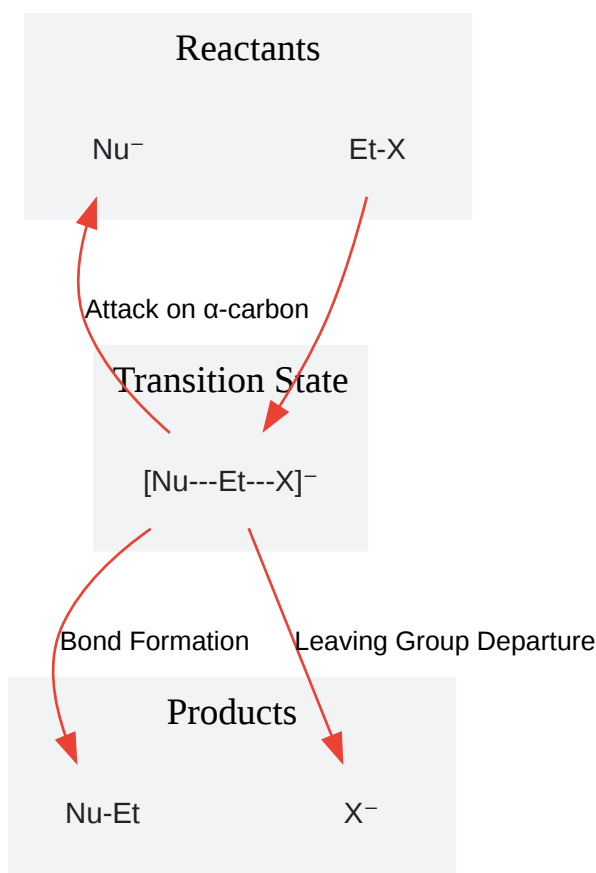 Reactants
Nu⁻ Et-X
Attack on α-carbon
Transition State
[Nu---Et---X]⁻
Bond Formation Leaving Group Departure
Products
Nu-Et X⁻